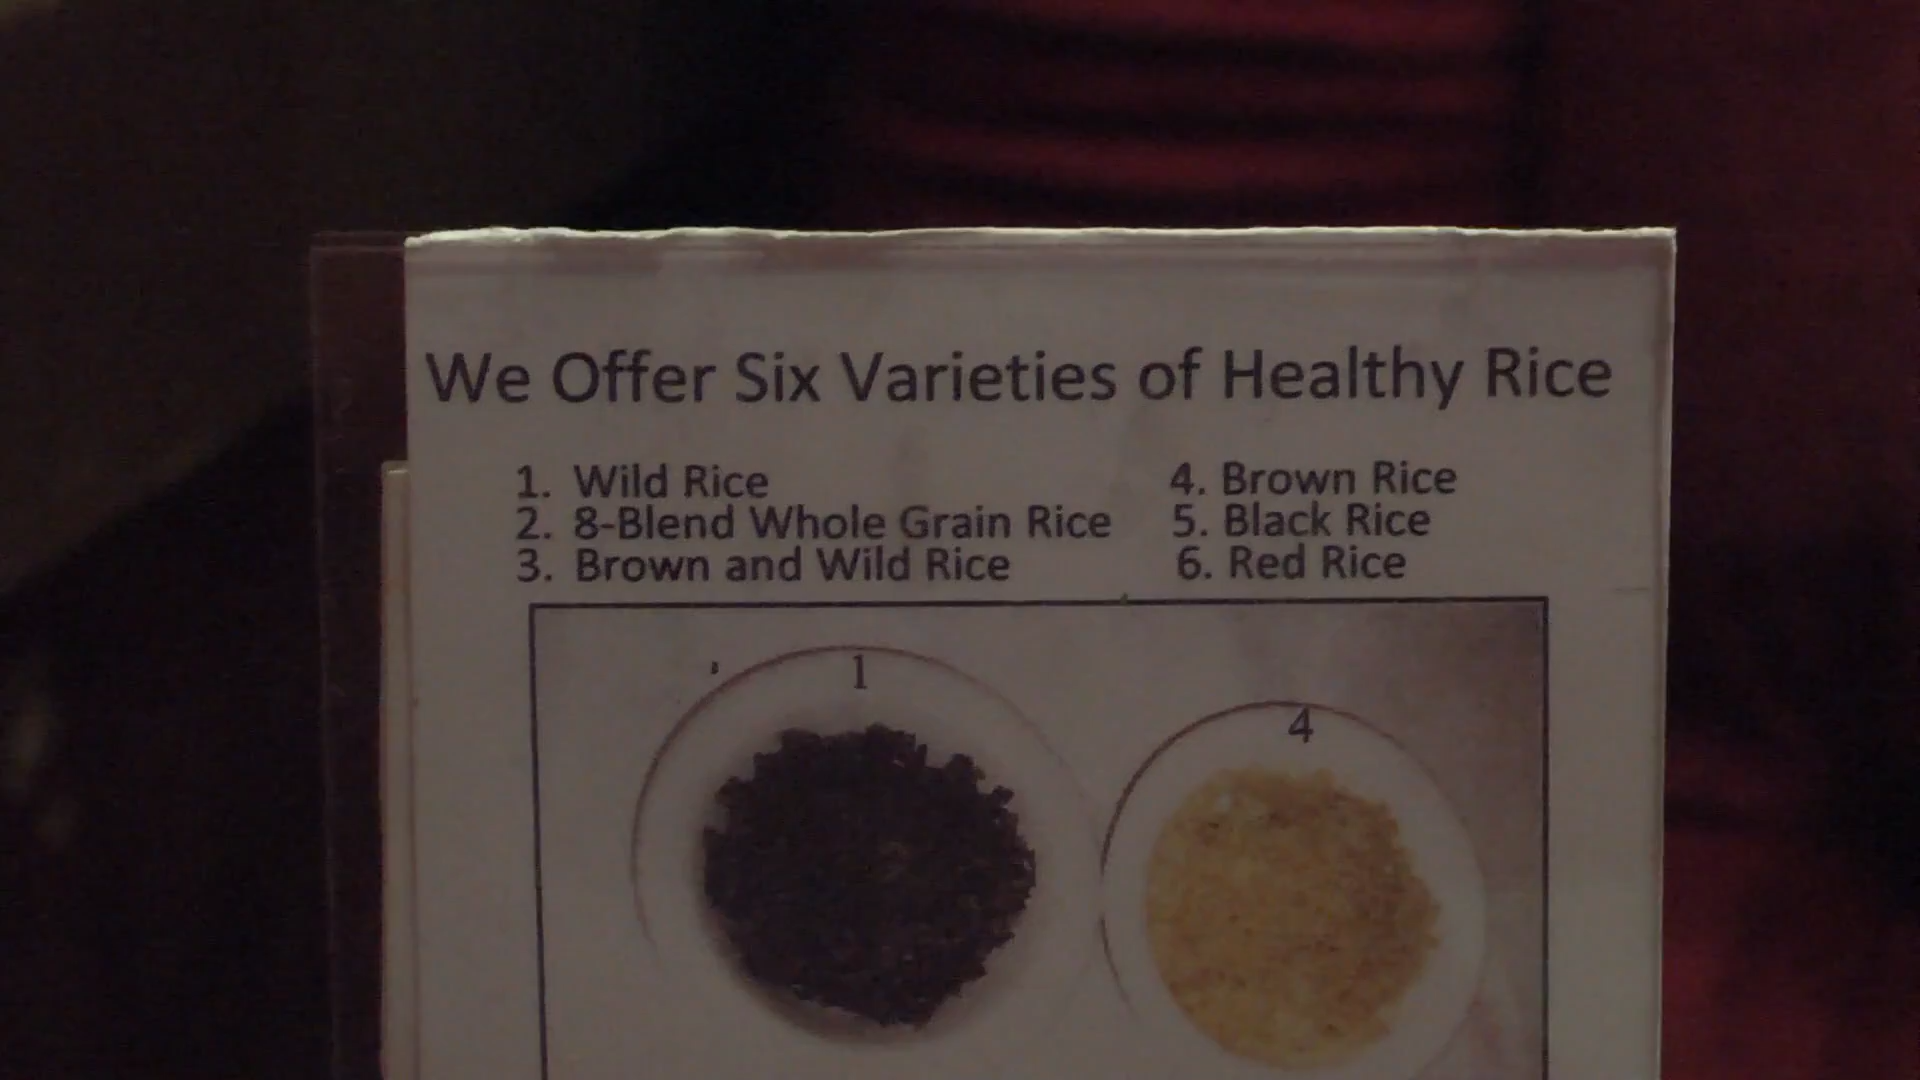 We Offer Six Varieties of Healthy Rice
1. Wild Rice
2. 8-Blend Whole Grain Rice
3. Brown and Wild Rice
4. Brown Rice
5. Black Rice
6. Red Rice
1
4